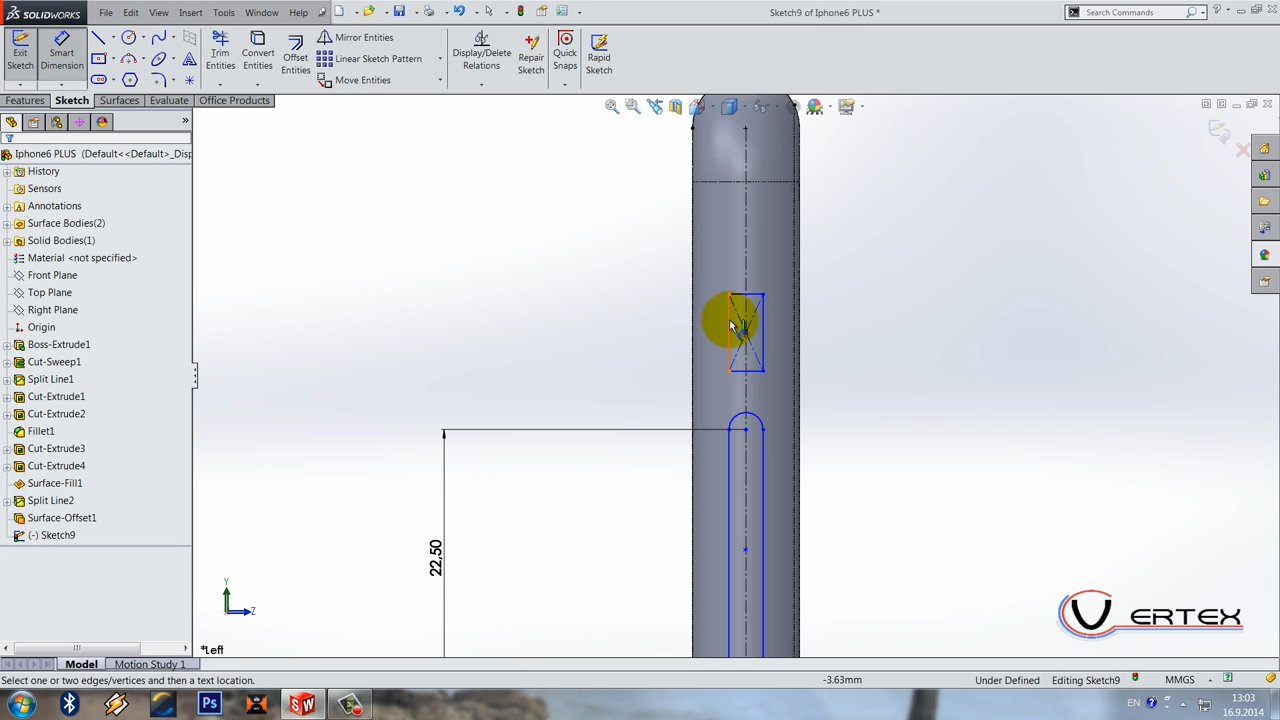 SOLIDWORKS File Edit View Insert Tools Window Help Sketch9 of Iphone6 PLUS * Search Commands
Exit Sketch
Smart Dimension
Trim Entities
Convert Entities
Offset Entities
Mirror Entities
Linear Sketch Pattern
Move Entities
Display/Delete Relations
Repair Sketch
Quick Snaps
Rapid Sketch
Features Sketch Surfaces Evaluate Office Products
Iphone6 PLUS (Default<<Default>_Disp
History
Sensors
Annotations
Surface Bodies(2)
Solid Bodies(1)
Material <not specified>
Front Plane
Top Plane
Right Plane
Origin
Boss-Extrude1
Cut-Sweep1
Split Line1
Cut-Extrude1
Cut-Extrude2
Fillet1
Cut-Extrude3
Cut-Extrude4
Surface-Fill1
Split Line2
Surface-Offset1
(-) Sketch9
22,50
Y
Z
*Left
VERTEX
Model Motion Study 1
Select one or two edges/vertices and then a text location. -3.63mm Under Defined Editing Sketch9 MMGS
Ps SW EN 13:03
16.9.2014